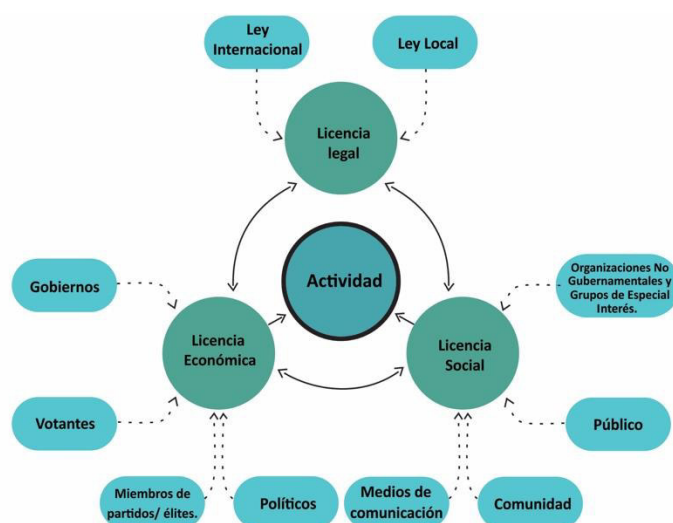 Ley
Internacional
Ley Local
Licencia
legal
Actividad
Gobiernos
Organizaciones No
Gubernamentales y
Grupos de Especial
Interés.
Licencia
Económica
Licencia
Social
Votantes
Público
Miembros de
partidos/ élites.
Políticos
Medios de
comunicación
Comunidad